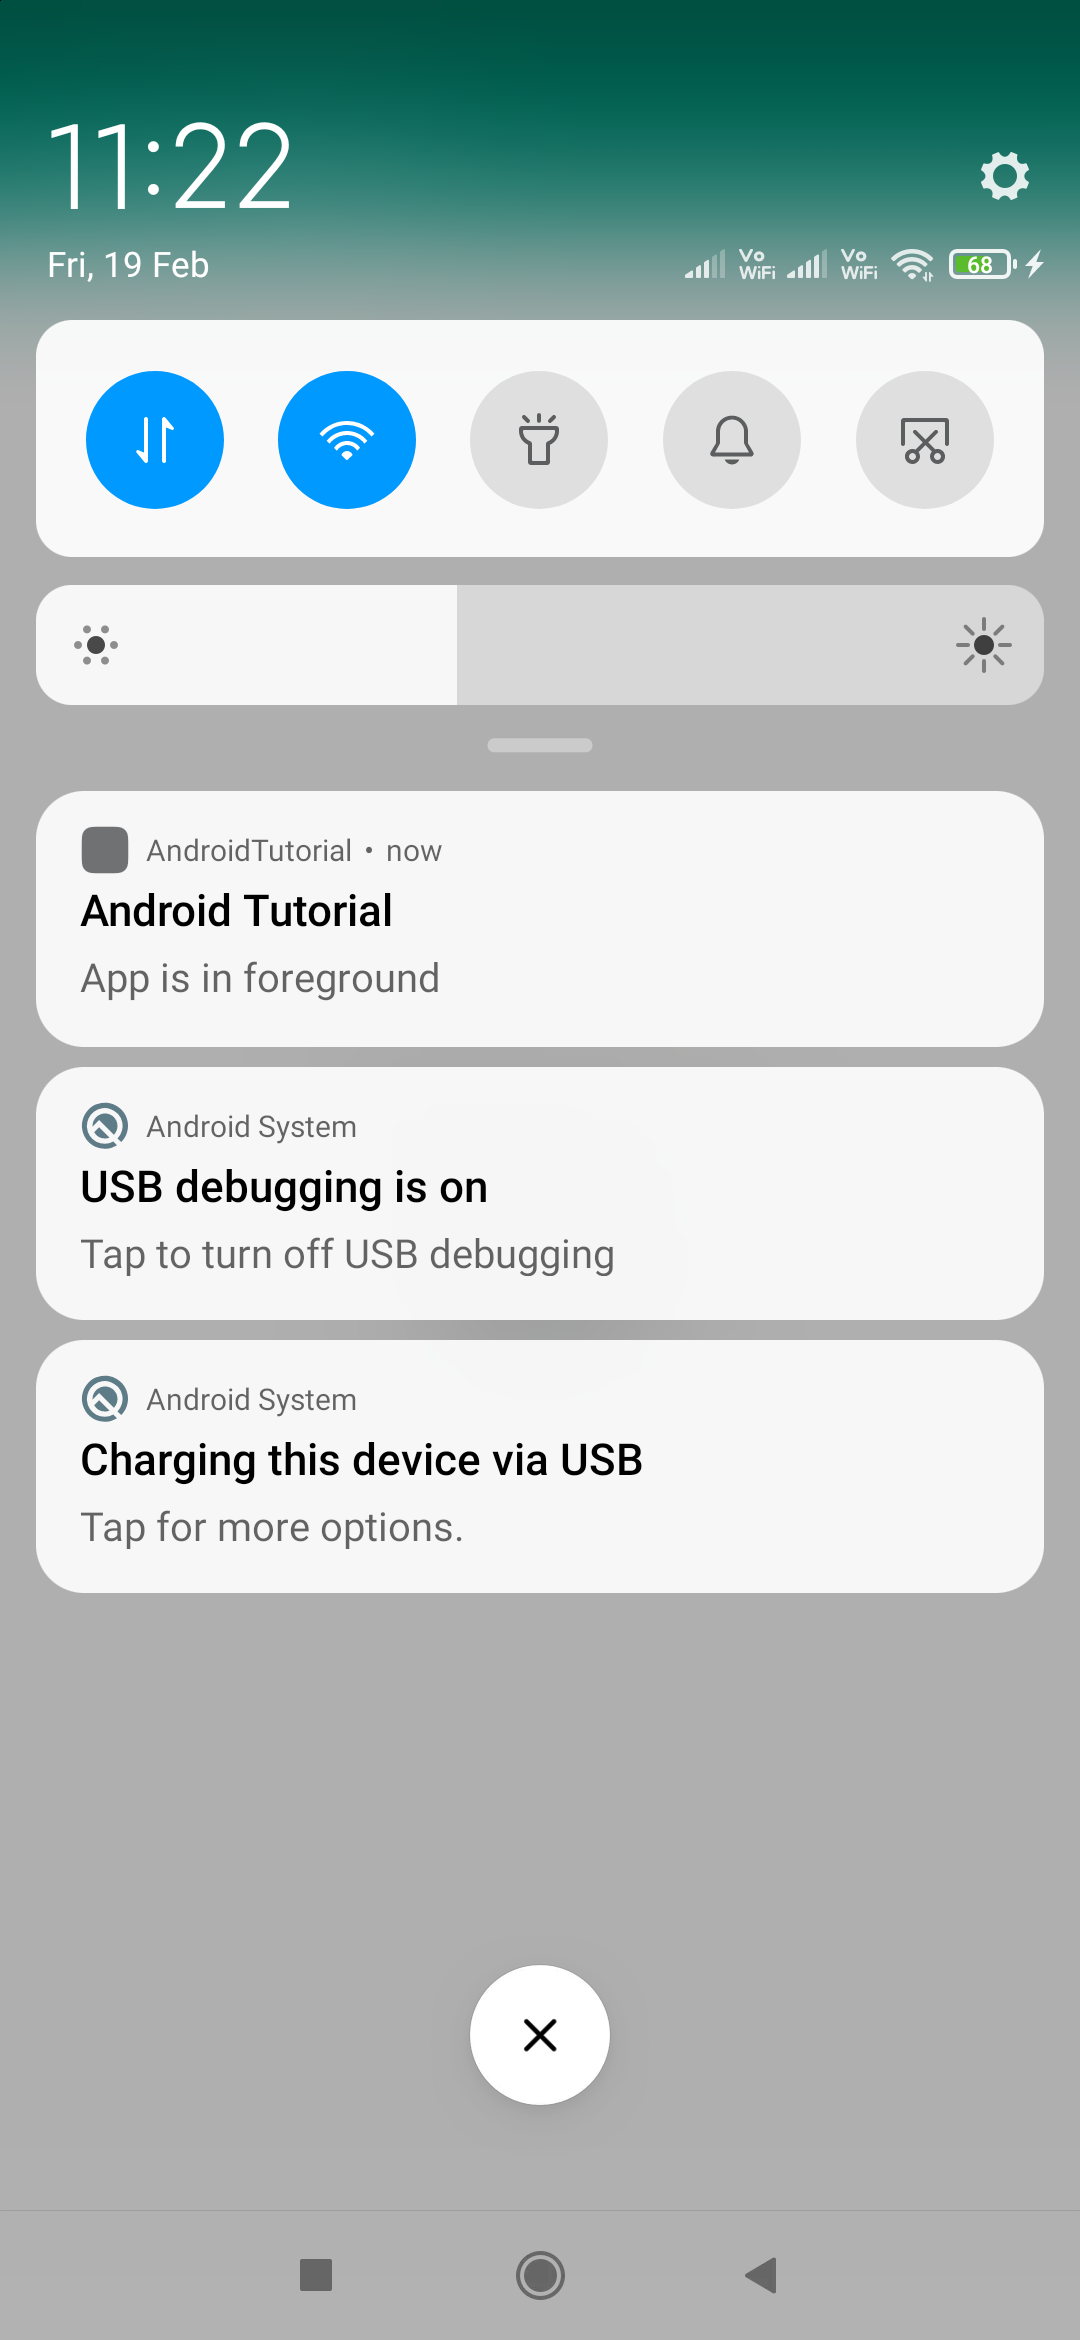 11:22
Fri, 19 Feb
Vo WiFi Vo WiFi 68
AndroidTutorial • now
Android Tutorial
App is in foreground
Android System
USB debugging is on
Tap to turn off USB debugging
Android System
Charging this device via USB
Tap for more options.